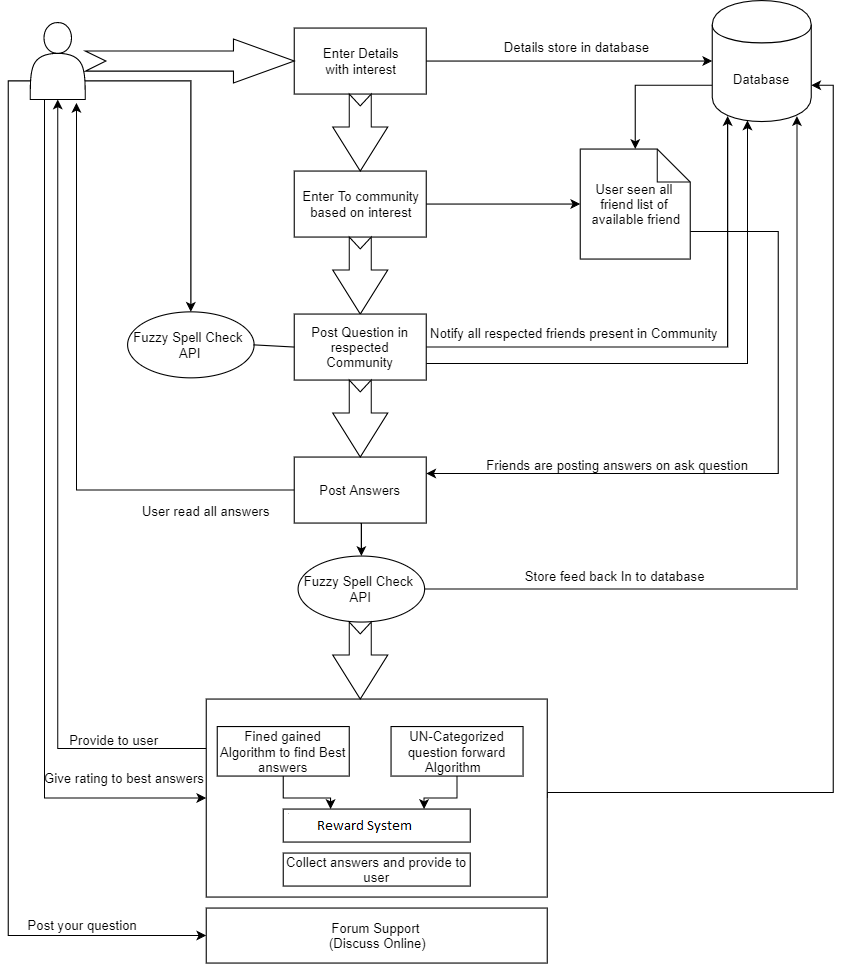 Enter Details
with interest
Details store in database
Database
Enter To community
based on interest
User seen all
friend list of
available friend
Fuzzy Spell Check
API
Post Question in
respected
Community
Notify all respected friends present in Community
Post Answers
Friends are posting answers on ask question
User read all answers
Fuzzy Spell Check
API
Store feed back In to database
Provide to user
Fined gained
Algorithm to find Best
answers
UN-Categorized
question forward
Algorithm
Give rating to best answers
Reward System
Collect answers and provide to
user
Post your question
Forum Support
(Discuss Online)